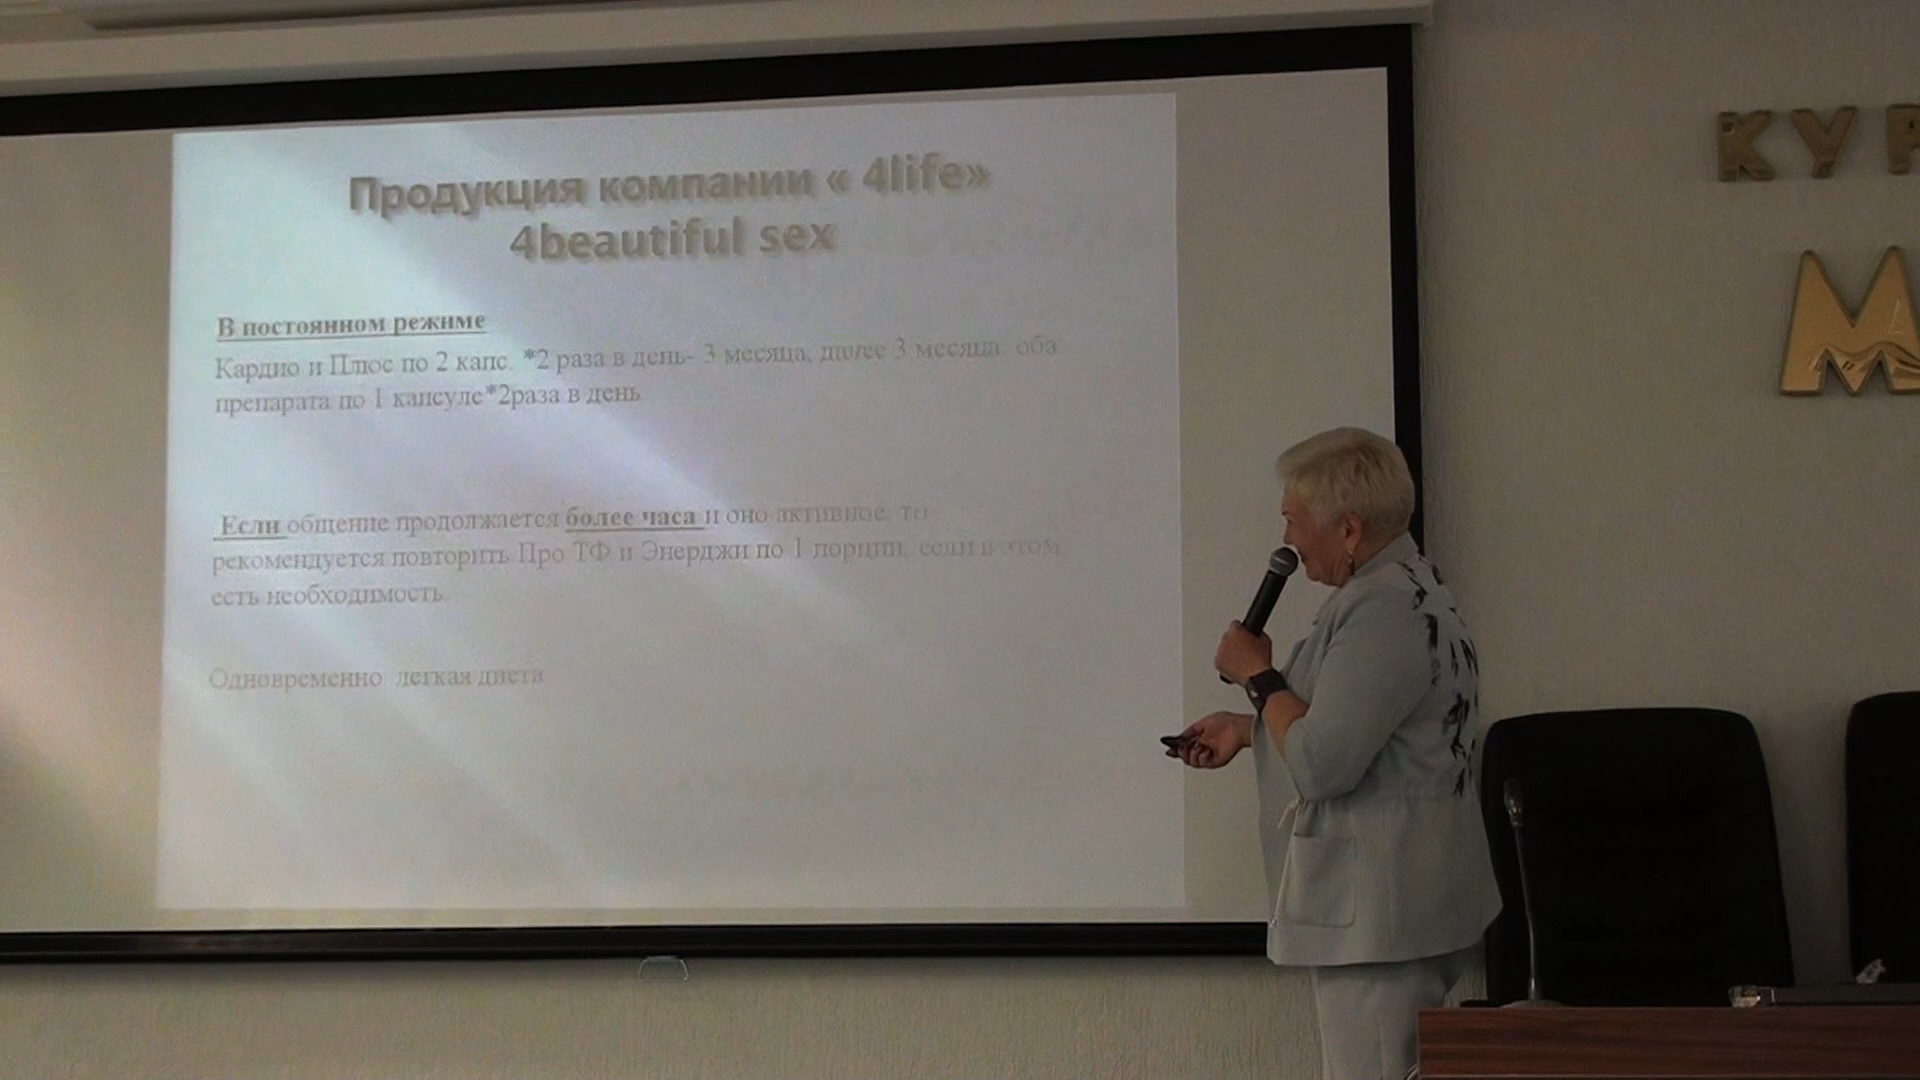 Продукция компании « 4life»
4beautiful sex
В постоянном режиме
Кардио и Плюс по 2 капс. *2 раза в день- 3 месяца, далее 3 месяца оба
препарата по 1 капсуле*2раза в день
Если общение продолжается более часа и оно активное, то
рекомендуется повторить Про ТФ и Энерджи по 1 порции, если в этом
есть необходимость.
Одновременно легкая диета
КУР
М